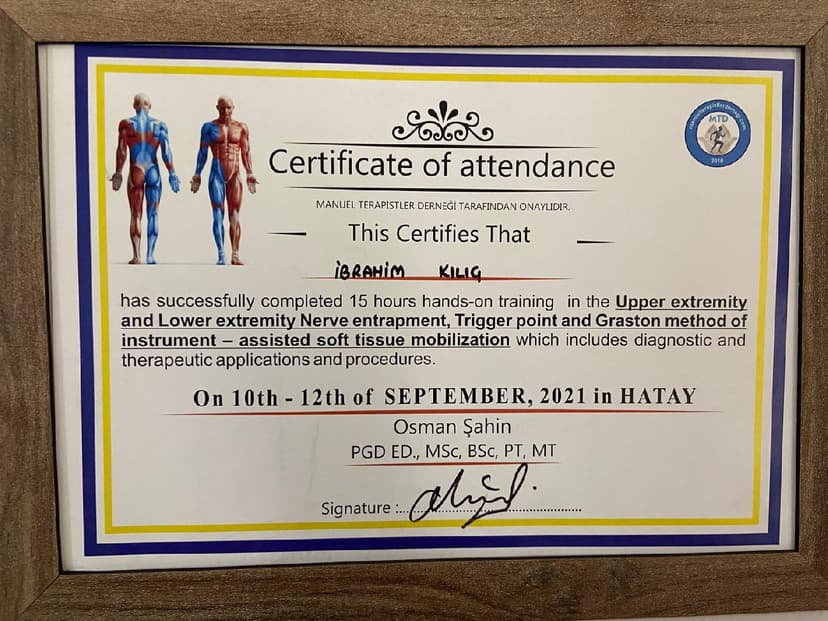 MTD
2018
Certificate of attendance
MANUEL TERAPİSTLER DERNEĞİ TARAFINDAN ONAYLIDIR.
This Certifies That
İBRAHİM KILIÇ
has successfully completed 15 hours hands-on training in the Upper extremity
and Lower extremity Nerve entrapment, Trigger point and Graston method of
instrument – assisted soft tissue mobilization which includes diagnostic and
therapeutic applications and procedures.
On 10th - 12th of SEPTEMBER, 2021 in HATAY
Osman Şahin
PGD ED., MSc, BSc, PT, MT
Signature :